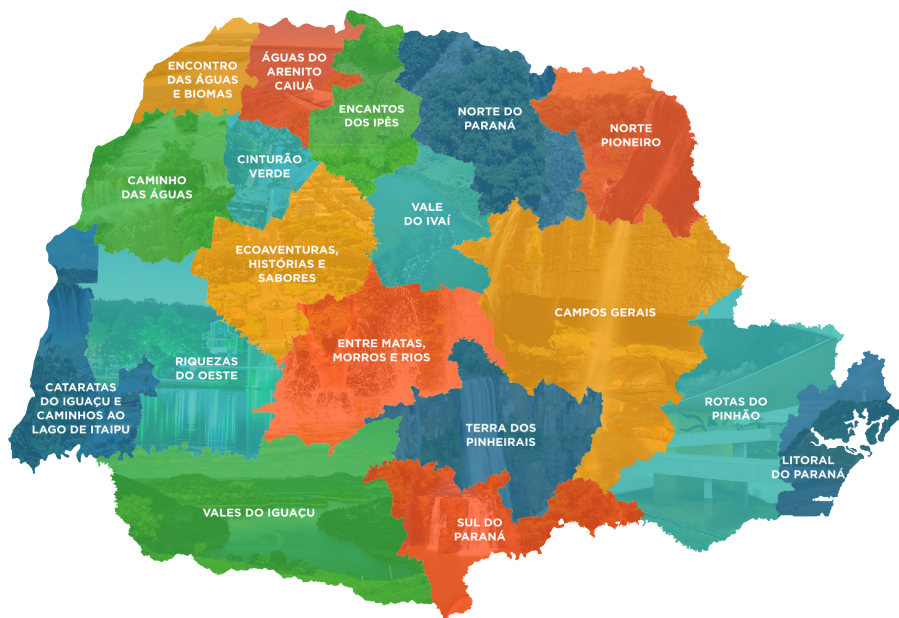 ENCONTRO
DAS ÁGUAS
E BIOMAS
ÁGUAS DO
ARENITO
CAIUÁ
ENCANTOS
DOS IPÊS
NORTE DO
PARANÁ
NORTE
PIONEIRO
CAMINHO
DAS ÁGUAS
CINTURÃO
VERDE
VALE
DO IVAÍ
ECOAVENTURAS,
HISTÓRIAS E
SABORES
CAMPOS GERAIS
ENTRE MATAS,
MORROS E RIOS
RIQUEZAS
DO OESTE
CATARATAS
DO IGUAÇU E
CAMINHOS AO
LAGO DE ITAIPU
ROTAS DO
PINHÃO
TERRA DOS
PINHEIRAIS
LITORAL
DO PARANÁ
VALES DO IGUAÇU
SUL DO
PARANÁ